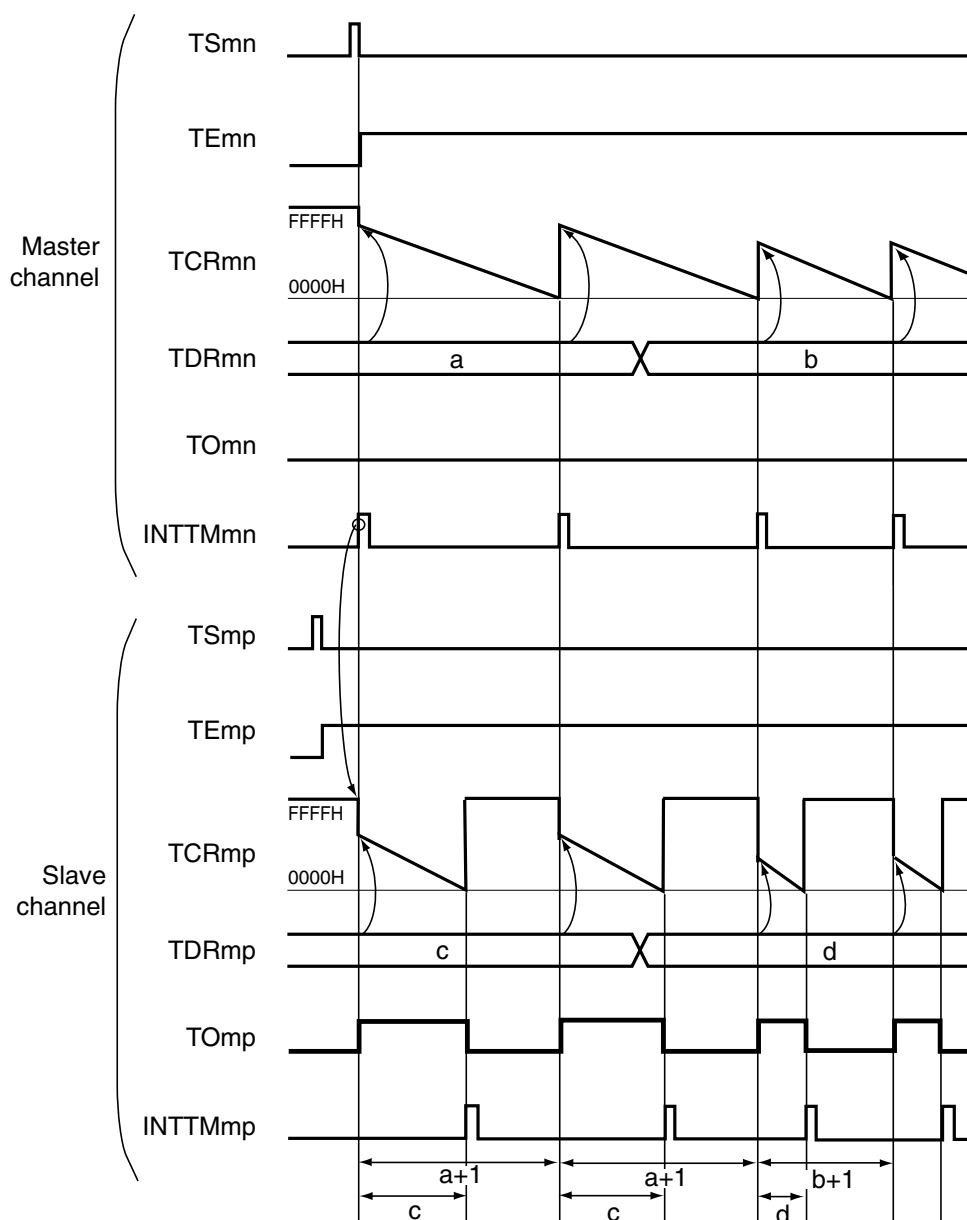 TSmn
TEmn
FFFFH
Master
channel
TCRmn
0000H
TDRmn
a
b
TOmn
INTTMmn
TSmp
TEmp
FFFFH
TCRmp
0000H
Slave
channel
TDRmp
c
d
TOmp
INTTMmp
a+1
a+1
b+1
c
c
d